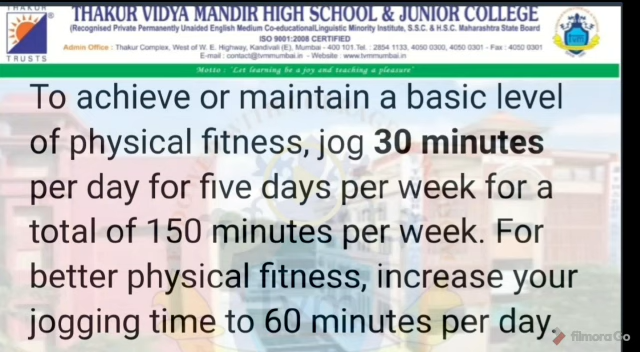 THAKUR
THAKUR VIDYA MANDIR HIGH SCHOOL & JUNIOR COLLEGE
(Recognised Private Permanently Unaided English Medium Co-educationalLinguistic Minority Institute, S.S.C. & H.S.C. Maharashtra State Board
ISO 9001:2008 CERTIFIED
Admin Office : Thakur Complex, West of W. E. Highway, Kandivali (E), Mumbai - 400 101.Tel. : 2854 1133, 4050 0300, 4050 0301 - Fax : 4050 0301
E-mail : contact@tvmmumbai.in - Website : www.tvmmumbai.in
TRUSTS
Motto : "Let learning be a joy and teaching a pleasure"
To achieve or maintain a basic level
of physical fitness, jog 30 minutes
per day for five days per week for a
total of 150 minutes per week. For
better physical fitness, increase your
jogging time to 60 minutes per day.
filmoraGo